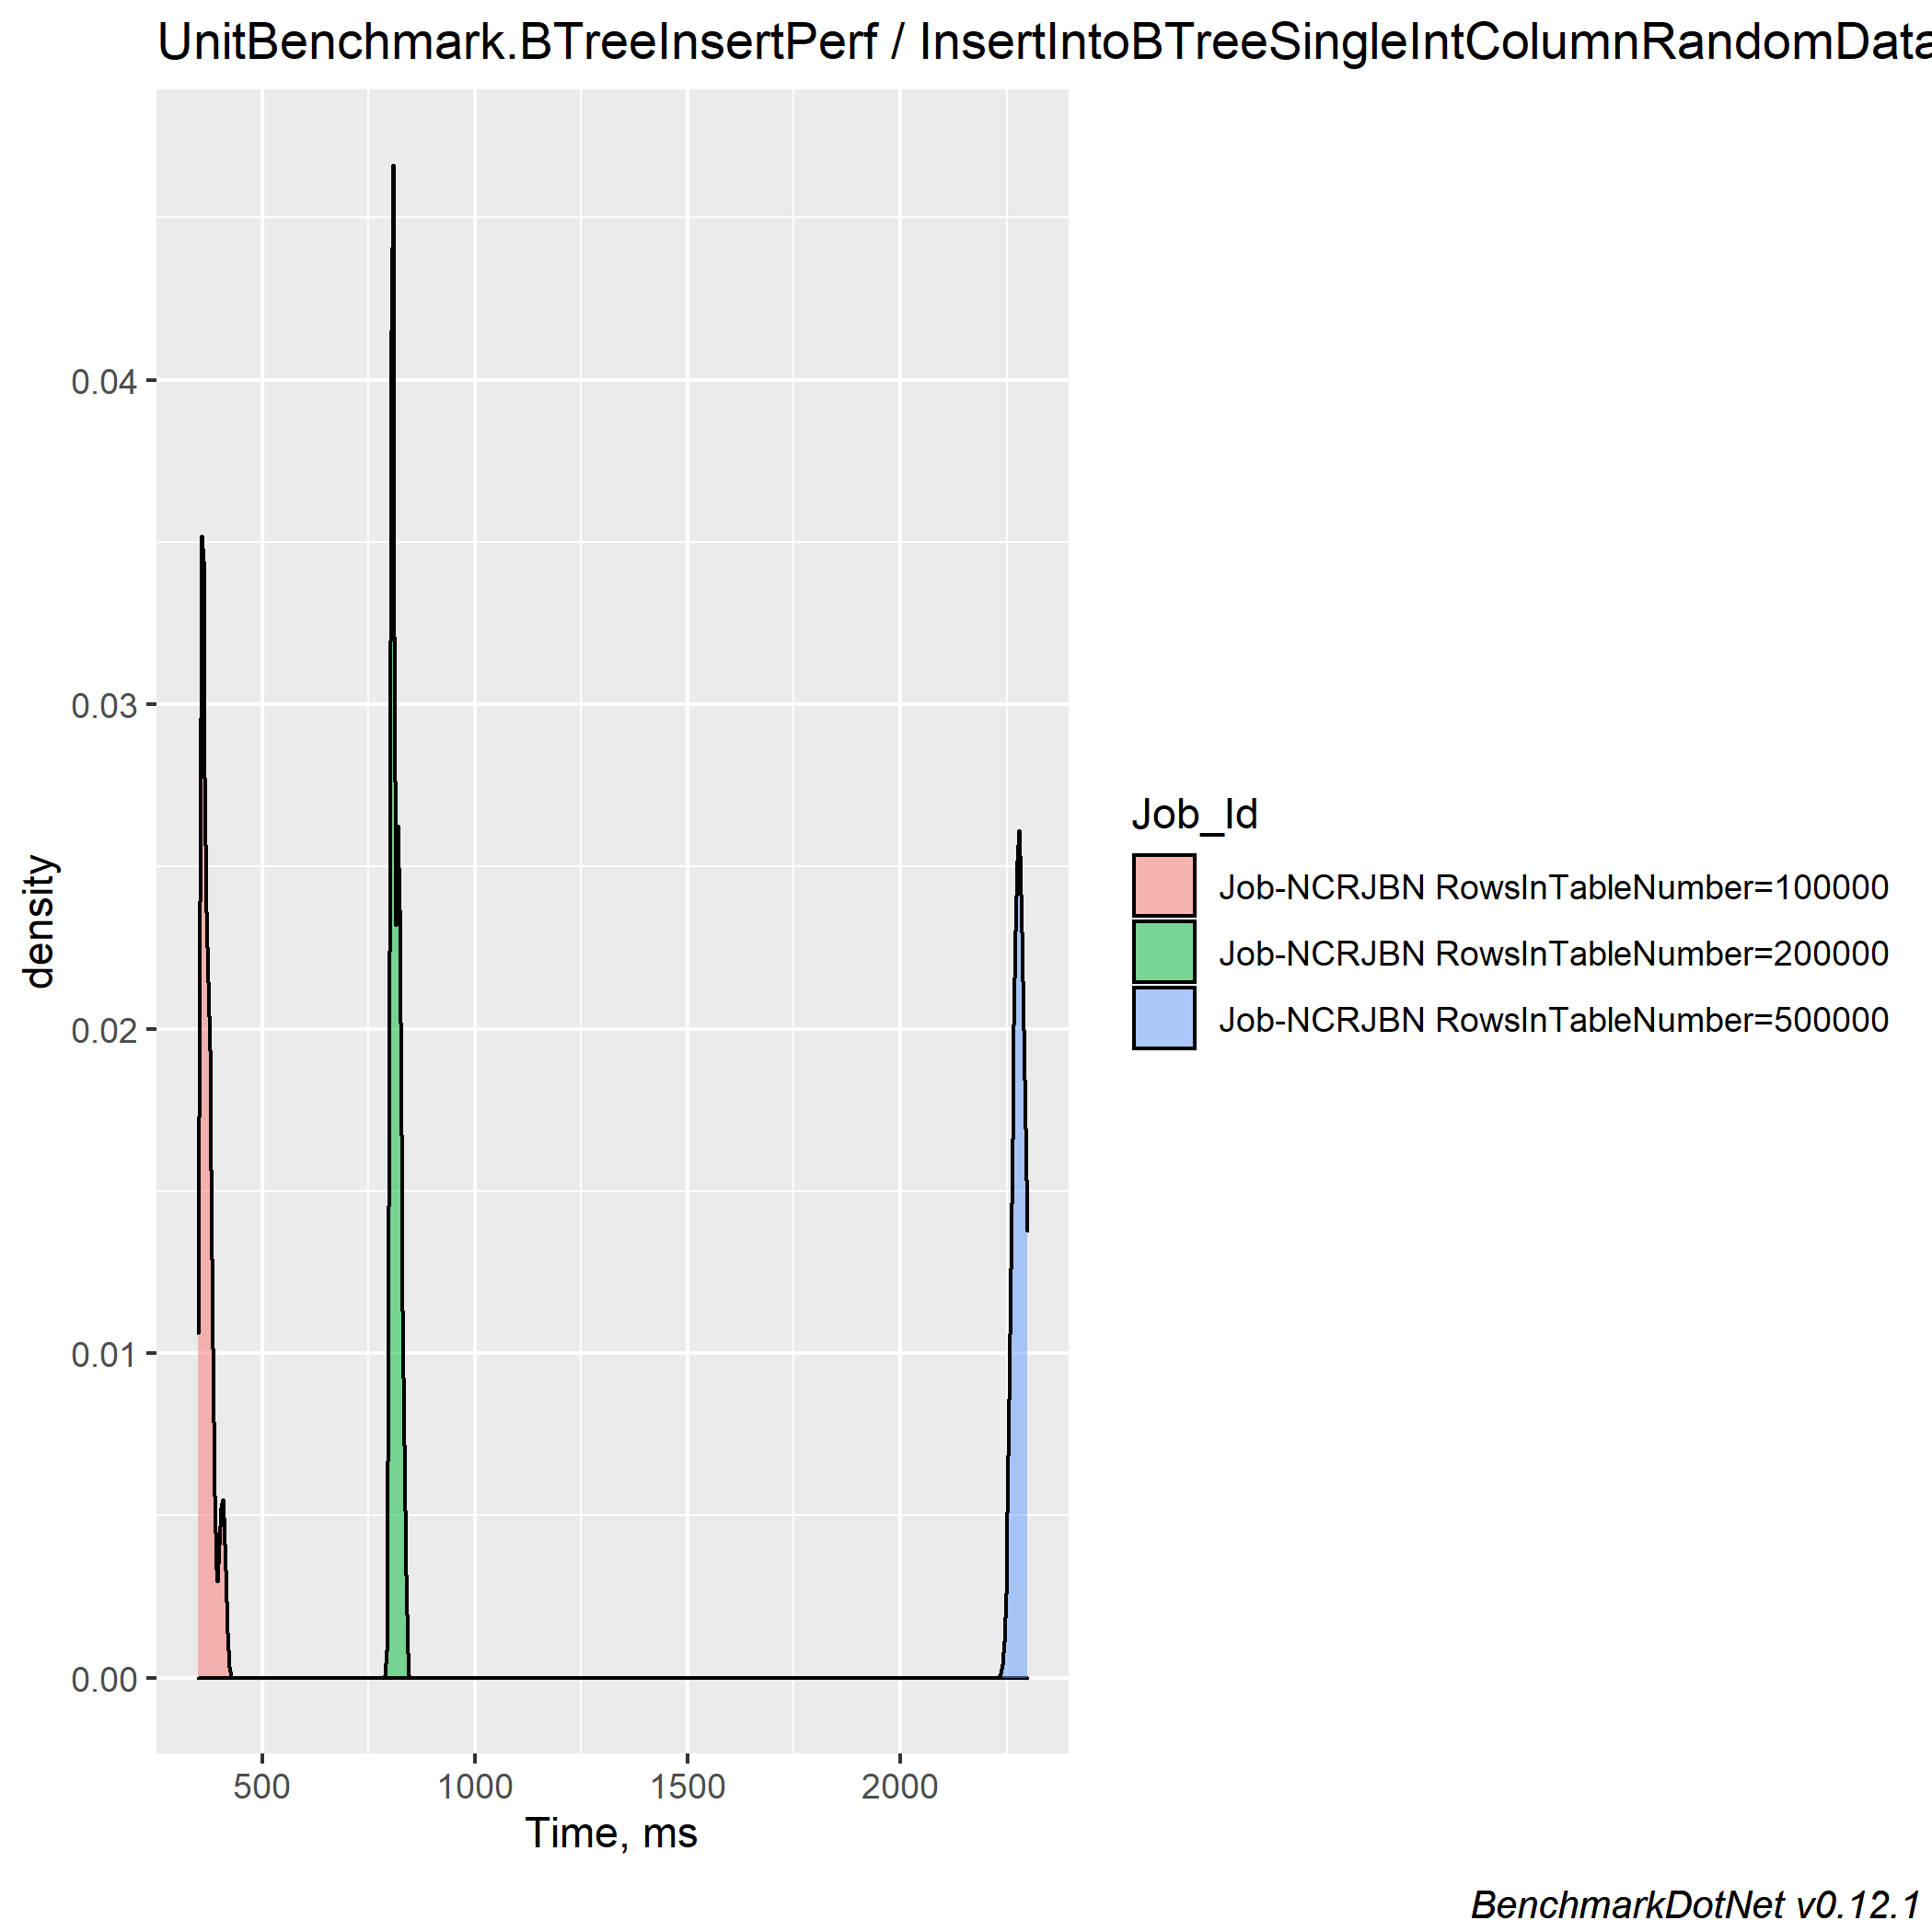 UnitBenchmark.BTreeInsertPerf / InsertIntoBTreeSingleIntColumnRandomData
density
0.04
0.03
0.02
0.01
0.00
500 1000 1500 2000
Time, ms
Job_Id
Job-NCRJBN RowsInTableNumber=100000
Job-NCRJBN RowsInTableNumber=200000
Job-NCRJBN RowsInTableNumber=500000
BenchmarkDotNet v0.12.1